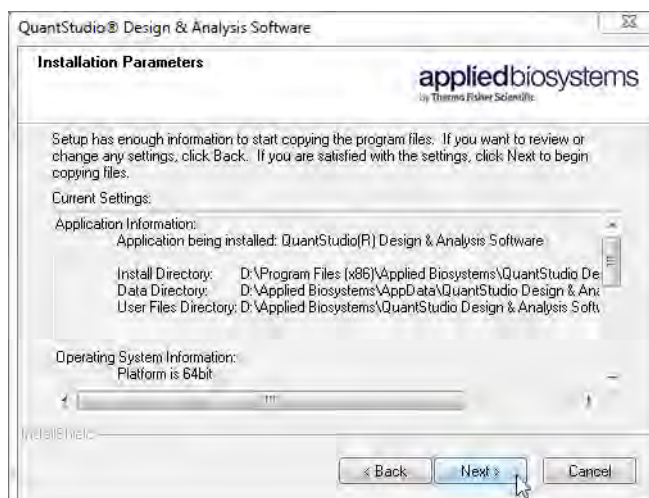 QuantStudio® Design & Analysis Software
Installation Parameters
appliedbiosystems
by Thermo Fisher Scientific
Setup has enough information to start copying the program files. If you want to review or
change any settings, click Back. If you are satisfied with the settings, click Next to begin
copying files.
Current Settings:
Application Information:
Application being installed: QuantStudio(R) Design & Analysis Software
Install Directory: D:\Program Files (x86)\Applied Biosystems\QuantStudio De
Data Directory: D:\Applied Biosystems\AppData\QuantStudio Design & Ana
User Files Directory: D:\Applied Biosystems\QuantStudio Design & Analysis Soft
Operating System Information:
Platform is 64bit
InstallShield
< Back
Next >
Cancel